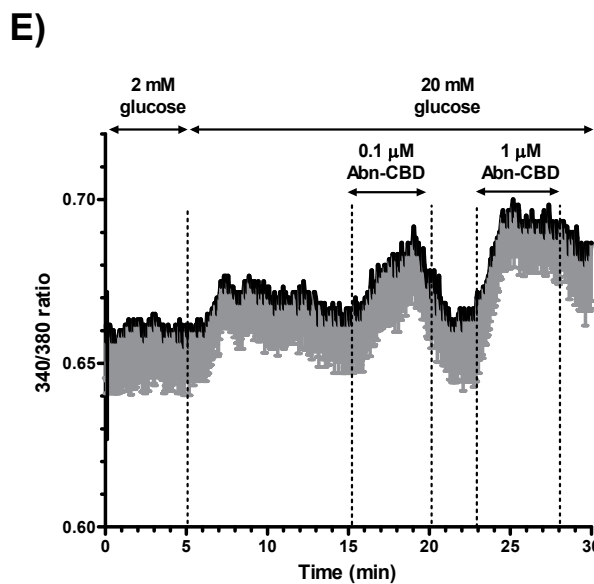 E)
2 mM
glucose
20 mM
glucose
0.1 μM
Abn-CBD
1 μM
Abn-CBD
0.70
0.65
0.60
340/380 ratio
0 5 10 15 20 25 30
Time (min)